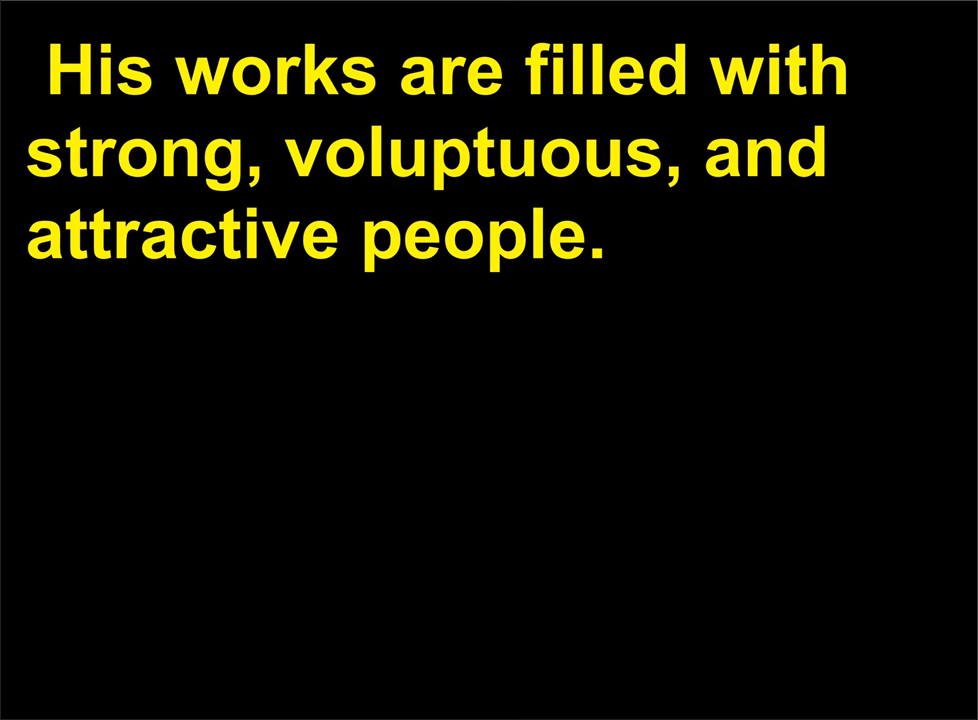 His works are filled with
strong, voluptuous, and
attractive people.